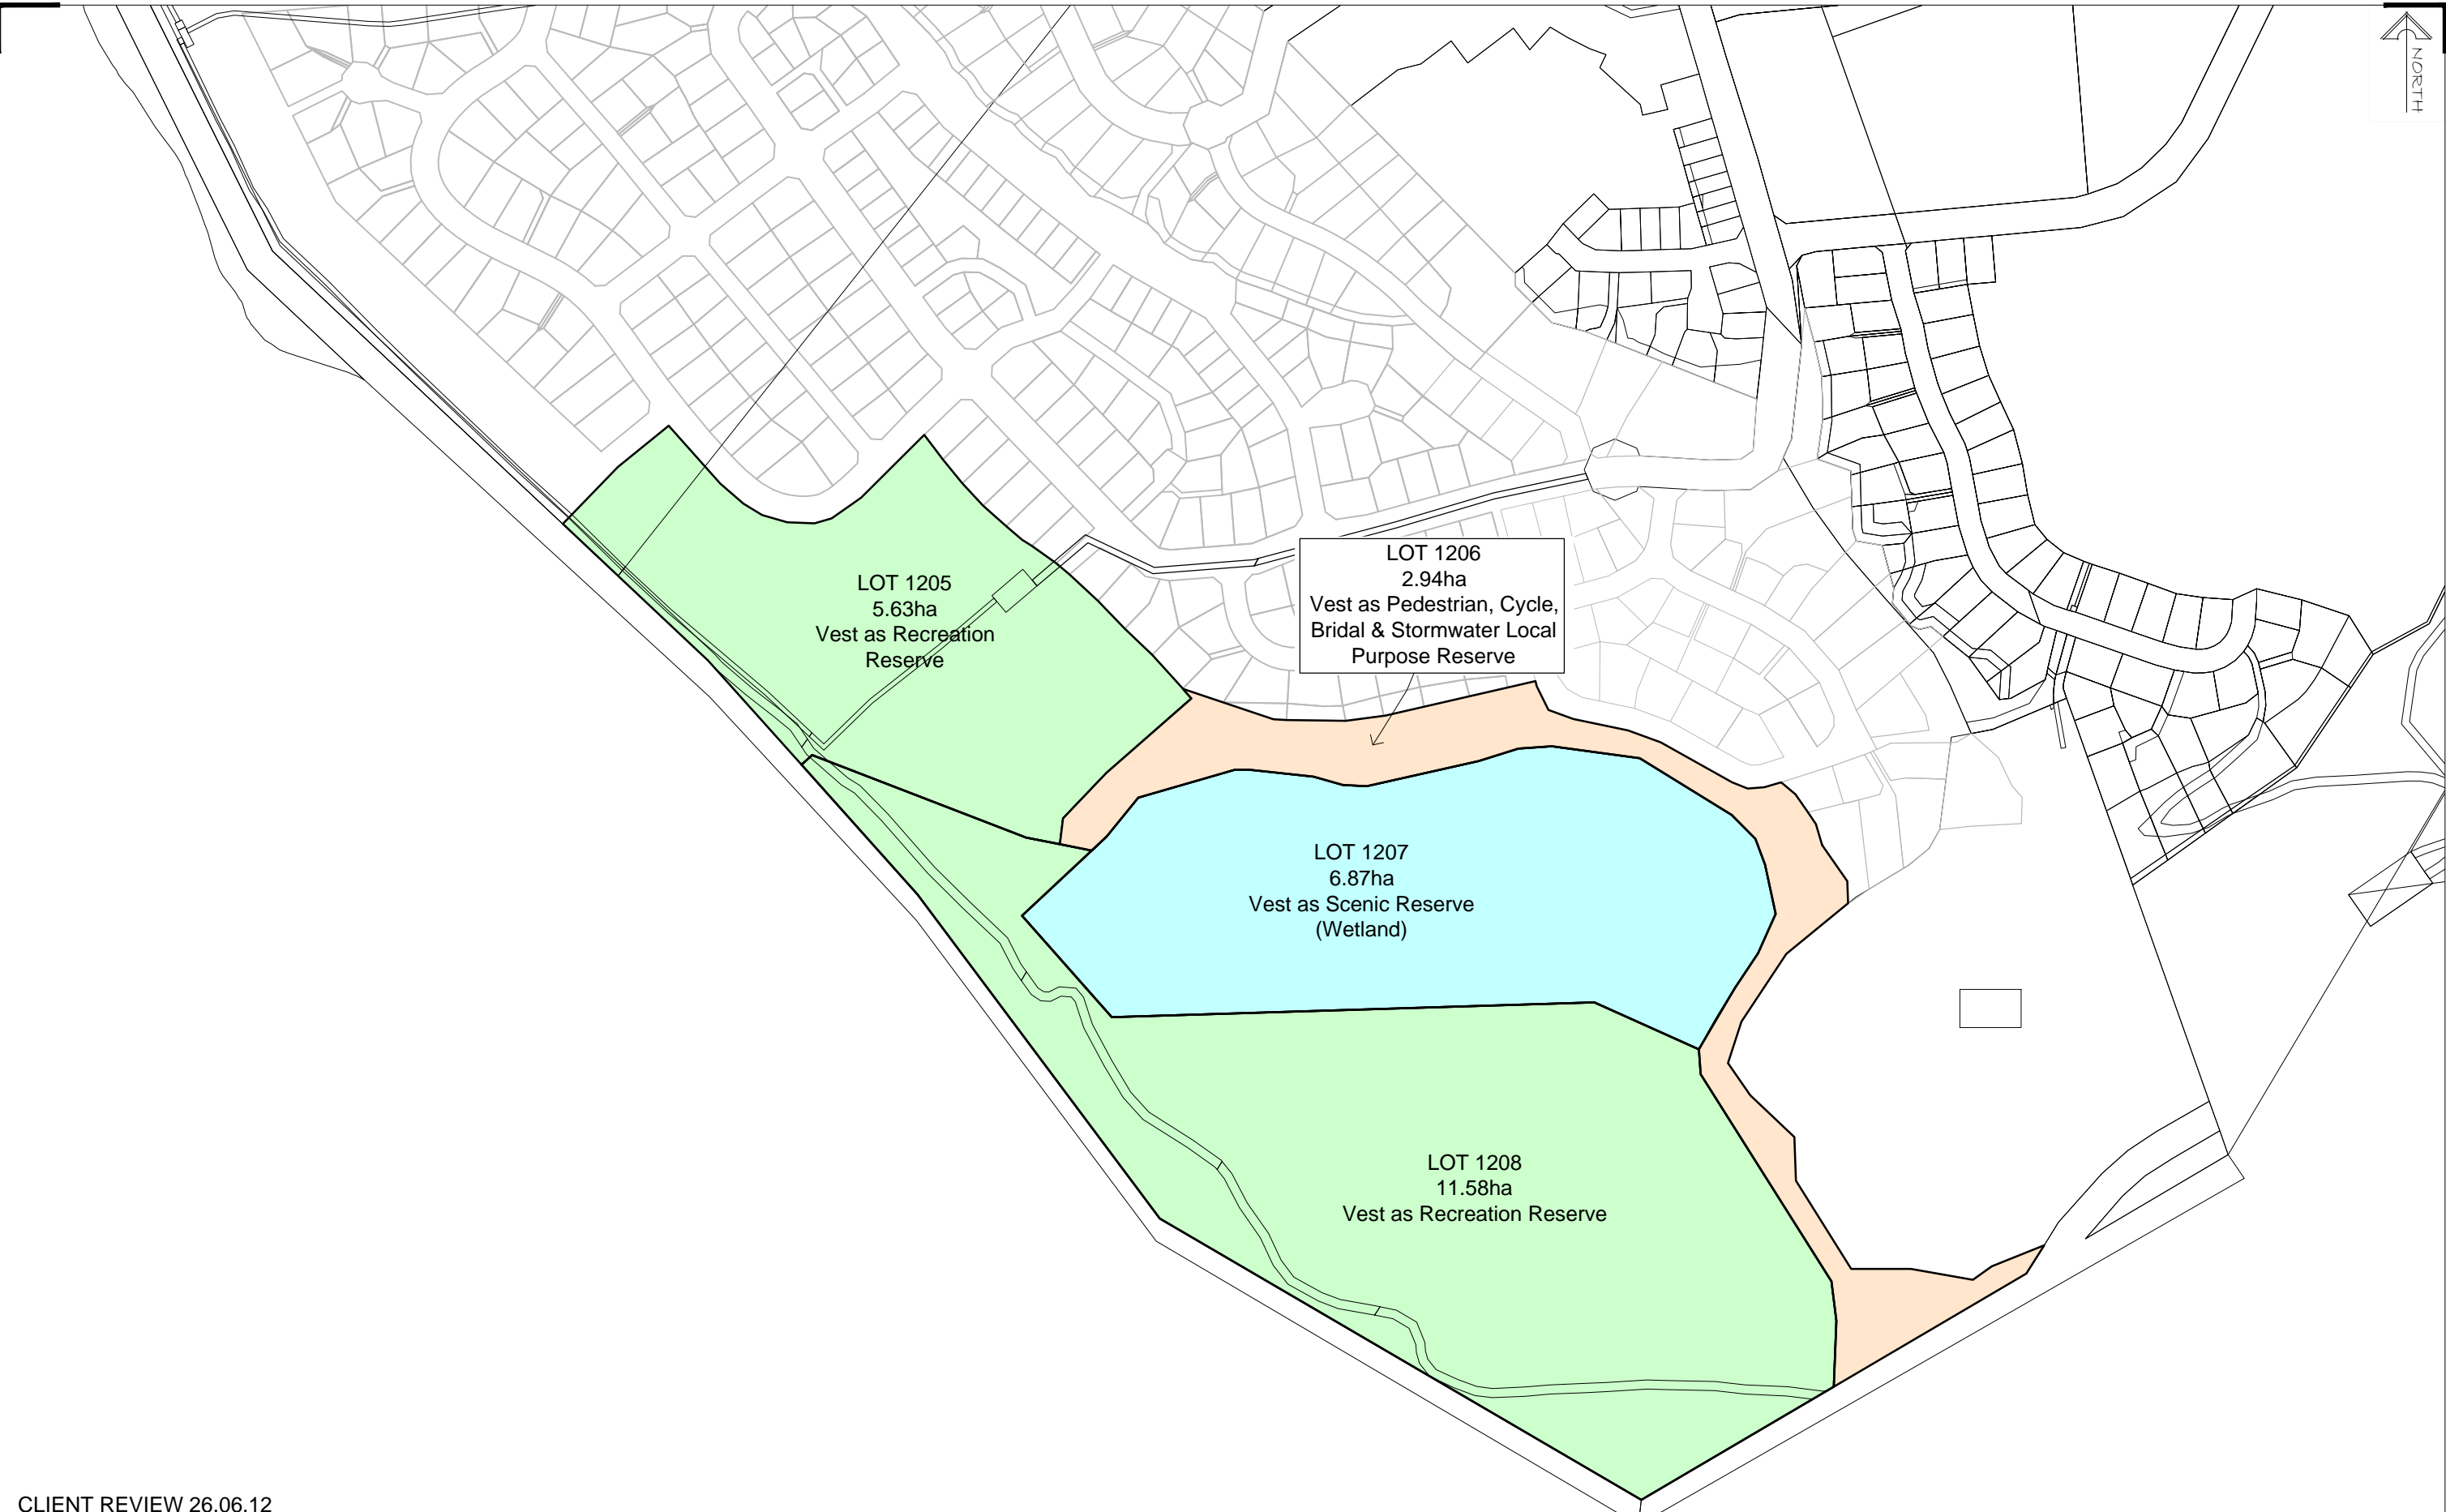 NORTH
LOT 1206
2.94ha
Vest as Pedestrian, Cycle,
Bridal & Stormwater Local
Purpose Reserve
LOT 1205
5.63ha
Vest as Recreation
Reserve
LOT 1207
6.87ha
Vest as Scenic Reserve
(Wetland)
LOT 1208
11.58ha
Vest as Recreation Reserve
CLIENT REVIEW 26.06.12